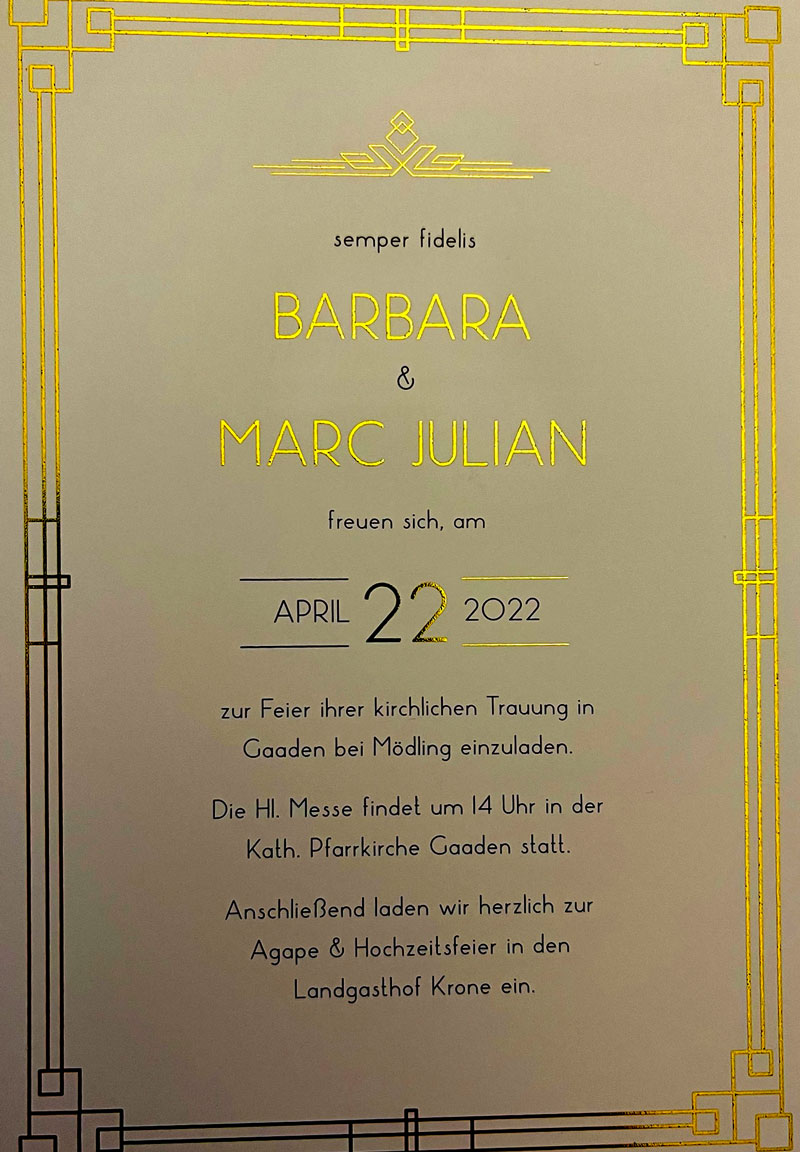 semper fidelis
BARBARA
&
MARC JULIAN
freuen sich, am
APRIL 22 2022
zur Feier ihrer kirchlichen Trauung in
Gaaden bei Mödling einzuladen.
Die Hl. Messe findet um 14 Uhr in der
Kath. Pfarrkirche Gaaden statt.
Anschließend laden wir herzlich zur
Agape & Hochzeitsfeier in den
Landgasthof Krone ein.